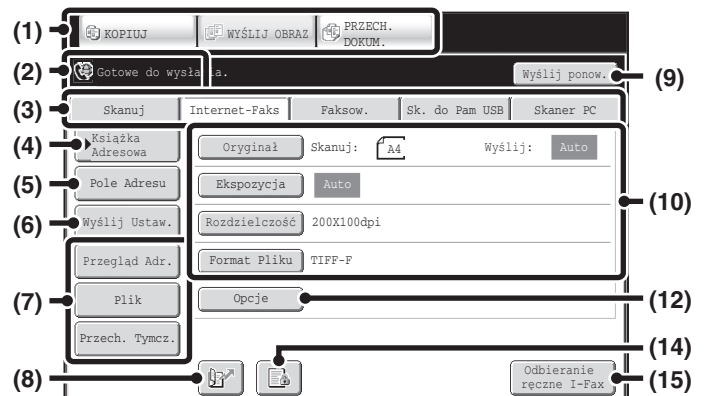 (1) KOPIUJ WYŚLIJ OBRAZ PRZECH. DOKUM.
(2) Gotowe do wysłania. Wyślij ponow. (9)
(3) Skanuj Internet-Faks Faksow. Sk. do Pam USB Skaner PC
(4) Książka Adresowa Oryginał Skanuj: A4 Wyślij: Auto
(5) Pole Adresu Ekspozycja Auto (10)
(6) Wyślij Ustaw. Rozdzielczość 200X100dpi
Przegląd Adr. Format Pliku TIFF-F
(7) Plik Opcje (12)
Przech. Tymcz.
(14)
(8) Odbieranie ręczne I-Fax (15)